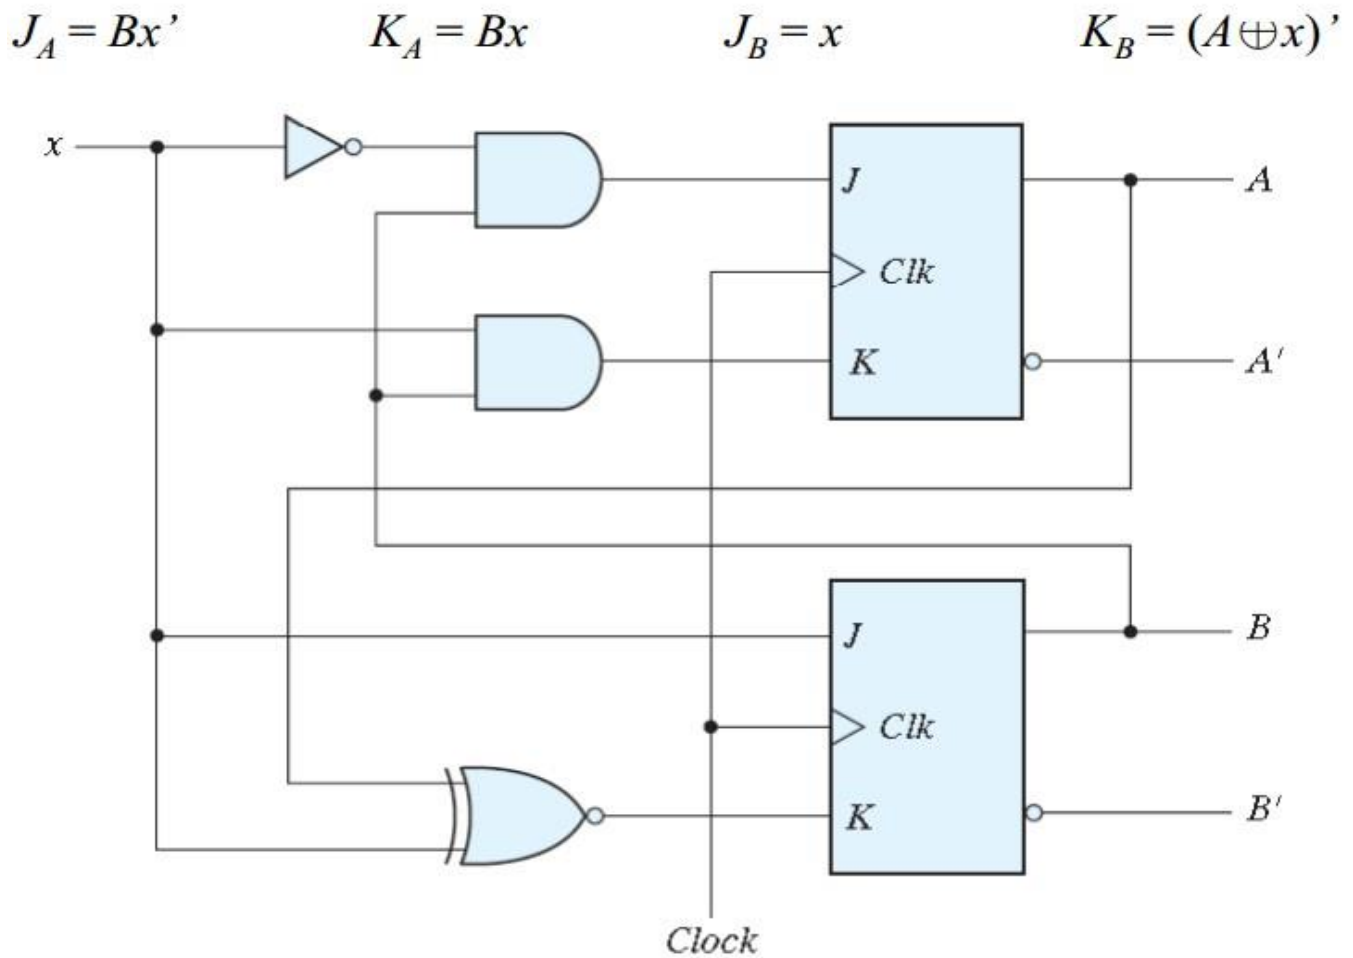 J_A = Bx’ K_A = Bx J_B = x K_B = (A⊕x)’
x
J
A
Clk
K
A′
J
B
Clk
K
B′
Clock